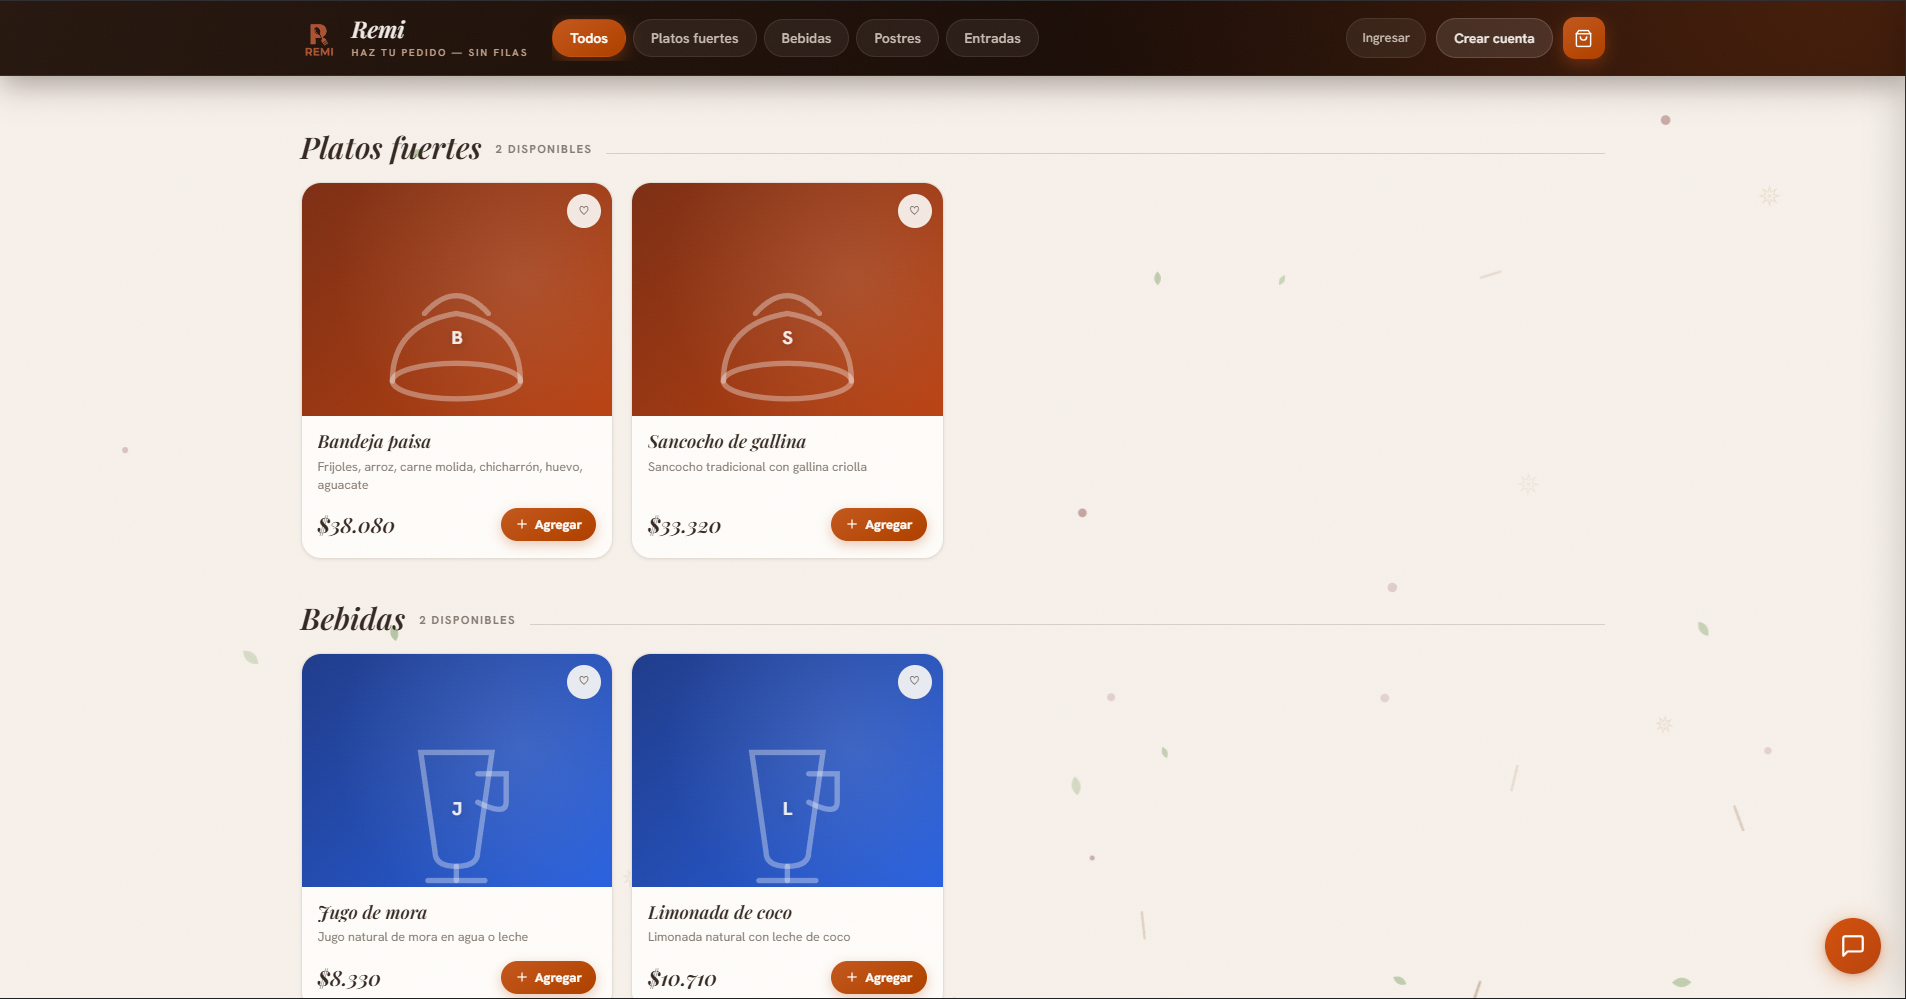 REMI
Remi
HAZ TU PEDIDO — SIN FILAS
Todos
Platos fuertes
Bebidas
Postres
Entradas
Ingresar
Crear cuenta
Platos fuertes 2 DISPONIBLES
B
Bandeja paisa
Frijoles, arroz, carne molida, chicharrón, huevo,
aguacate
$38.080
+ Agregar
S
Sancocho de gallina
Sancocho tradicional con gallina criolla
$33.320
+ Agregar
Bebidas 2 DISPONIBLES
J
Jugo de mora
Jugo natural de mora en agua o leche
$8.330
+ Agregar
L
Limonada de coco
Limonada natural con leche de coco
$10.710
+ Agregar